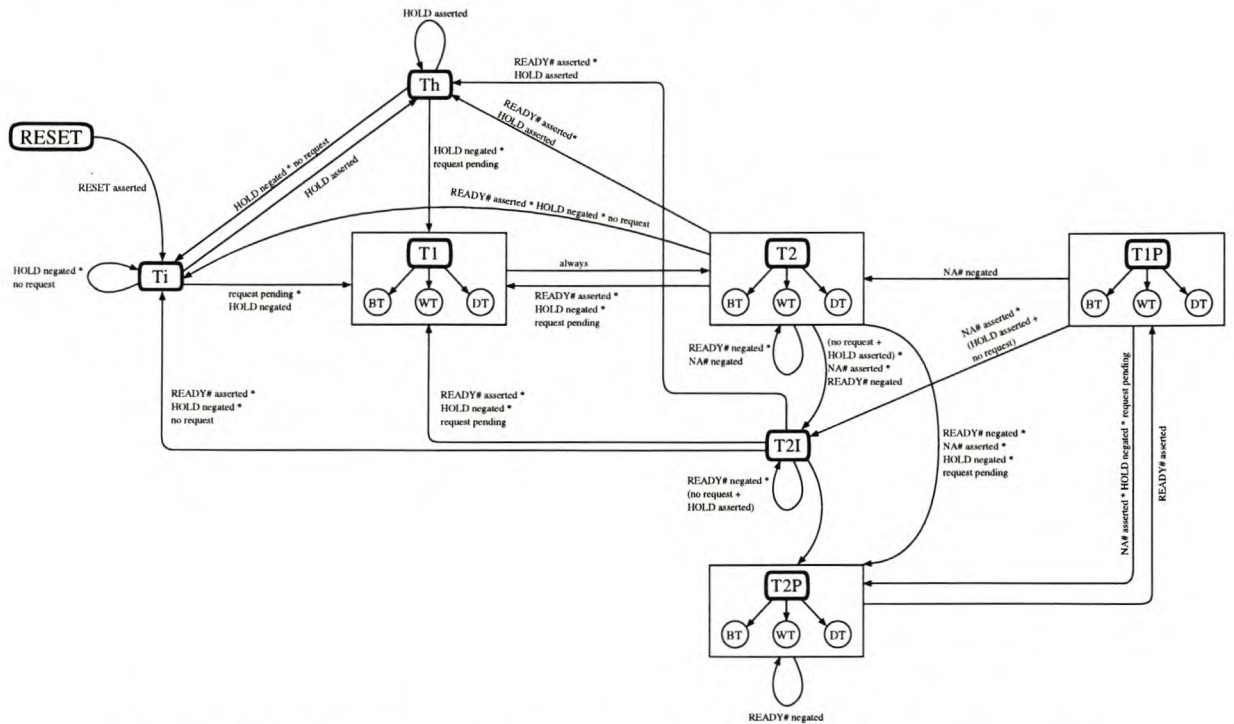 HOLD asserted
Th
READY# asserted *
HOLD asserted
READY# asserted*
HOLD asserted
RESET
RESET asserted
HOLD negated * no request
HOLD asserted
HOLD negated *
request pending
READY# asserted * HOLD negated * no request
HOLD negated *
no request
Ti
request pending *
HOLD negated
T1
BT
WT
DT
always
READY# asserted *
HOLD negated *
request pending
T2
BT
WT
DT
NA# negated
T1P
BT
WT
DT
READY# negated *
NA# negated
(no request +
HOLD asserted) *
NA# asserted *
READY# negated
NA# asserted *
(HOLD asserted +
no request)
READY# asserted *
HOLD negated *
no request
READY# asserted *
HOLD negated *
request pending
T2I
READY# negated *
(no request +
HOLD asserted)
READY# negated *
NA# asserted *
HOLD negated *
request pending
NA# asserted * HOLD negated * request pending
READY# asserted
T2P
BT
WT
DT
READY# negated